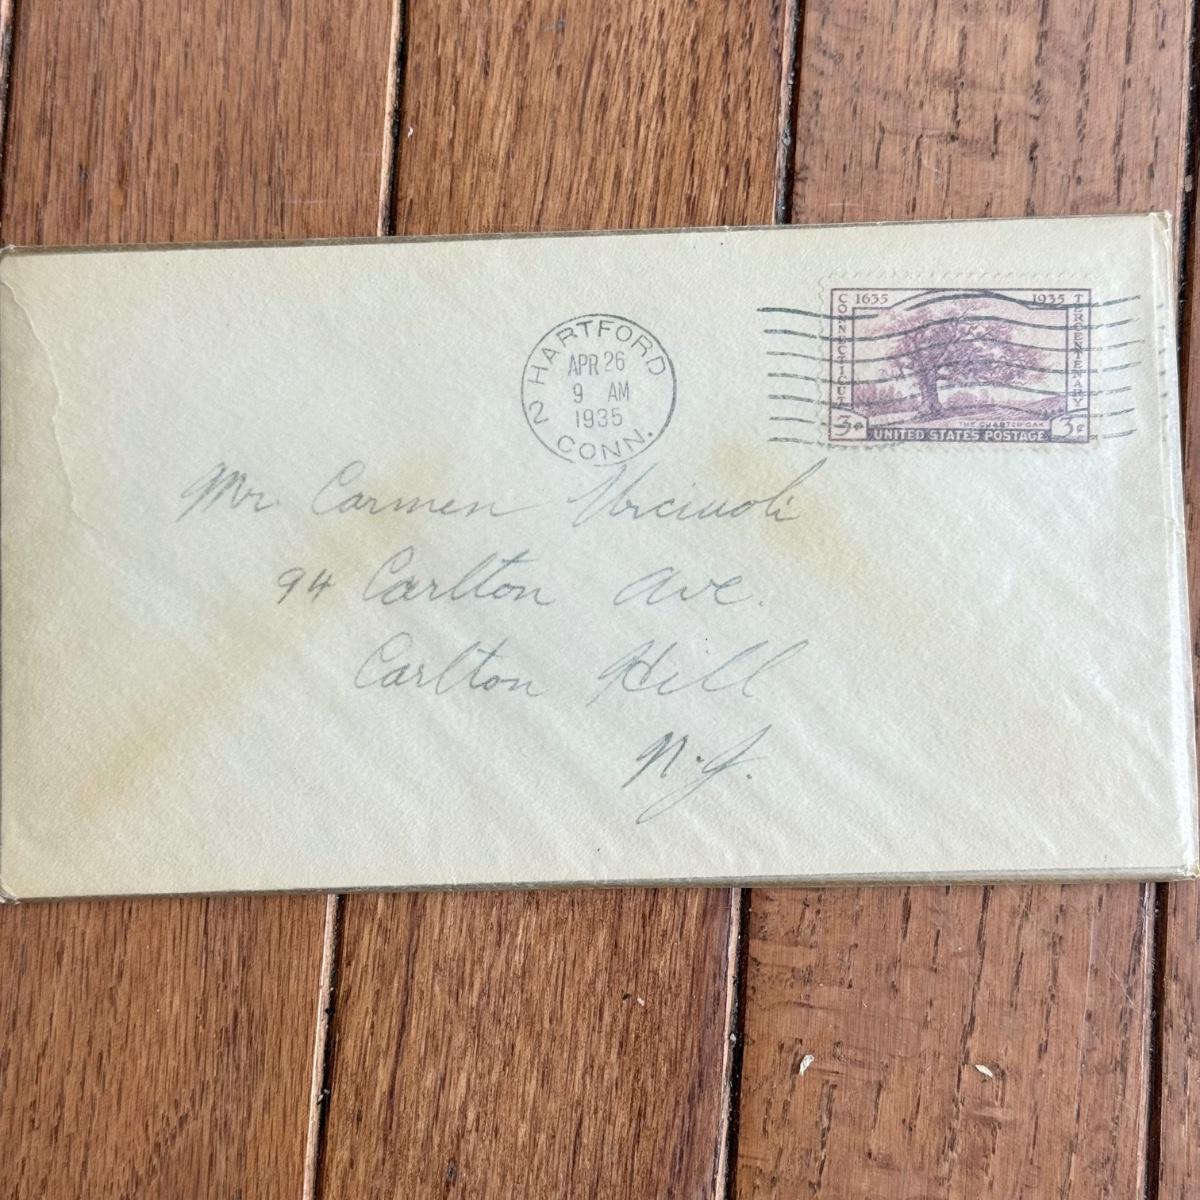 HARTFORD
APR 26
9 AM
1935
2 CONN.
1635 1935
CONNECTICUT TERCENTENARY
THE CHARTER OAK
3¢ UNITED STATES POSTAGE 3¢
Mr. Carmen Urciuoli
94 Carlton Ave.
Carlton Hill
N.J.